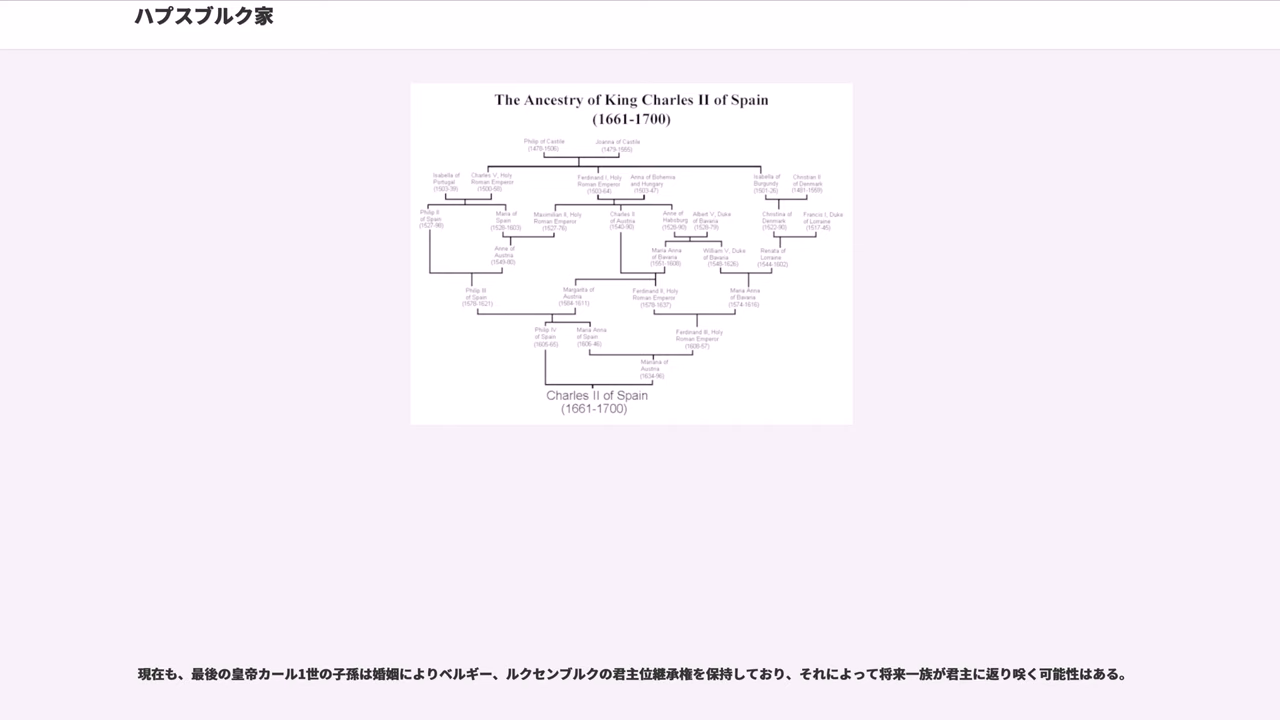 ハプスブルク家
The Ancestry of King Charles II of Spain
(1661-1700)
Philip of Castile
(1478-1506)
Joanna of Castile
(1479-1555)
Isabella of
Portugal
(1503-39)
Charles V, Holy
Roman Emperor
(1500-58)
Ferdinand I, Holy
Roman Emperor
(1503-64)
Anna of Bohemia
and Hungary
(1503-47)
Isabella of
Burgundy
(1501-26)
Christian II
of Denmark
(1481-1559)
Philip II
of Spain
(1527-98)
Maria of
Spain
(1528-1603)
Maximilian II, Holy
Roman Emperor
(1527-76)
Charles II
of Austria
(1540-90)
Anne of
Habsburg
(1528-90)
Albert V, Duke
of Bavaria
(1528-79)
Christina of
Denmark
(1522-90)
Francis I, Duke
of Lorraine
(1517-45)
Anna of
Austria
(1549-80)
Maria Anna
of Bavaria
(1551-1608)
William V, Duke
of Bavaria
(1548-1626)
Renata of
Lorraine
(1544-1602)
Philip III
of Spain
(1578-1621)
Margarita of
Austria
(1584-1611)
Ferdinand II, Holy
Roman Emperor
(1578-1637)
Maria Anna
of Bavaria
(1574-1616)
Philip IV
of Spain
(1605-65)
Maria Anna
of Spain
(1606-46)
Ferdinand III, Holy
Roman Emperor
(1608-57)
Mariana of
Austria
(1634-96)
Charles II of Spain
(1661-1700)
現在も、最後の皇帝カール1世の子孫は婚姻によりベルギー、ルクセンブルクの君主位継承権を保持しており、それによって将来一族が君主に返り咲く可能性はある。